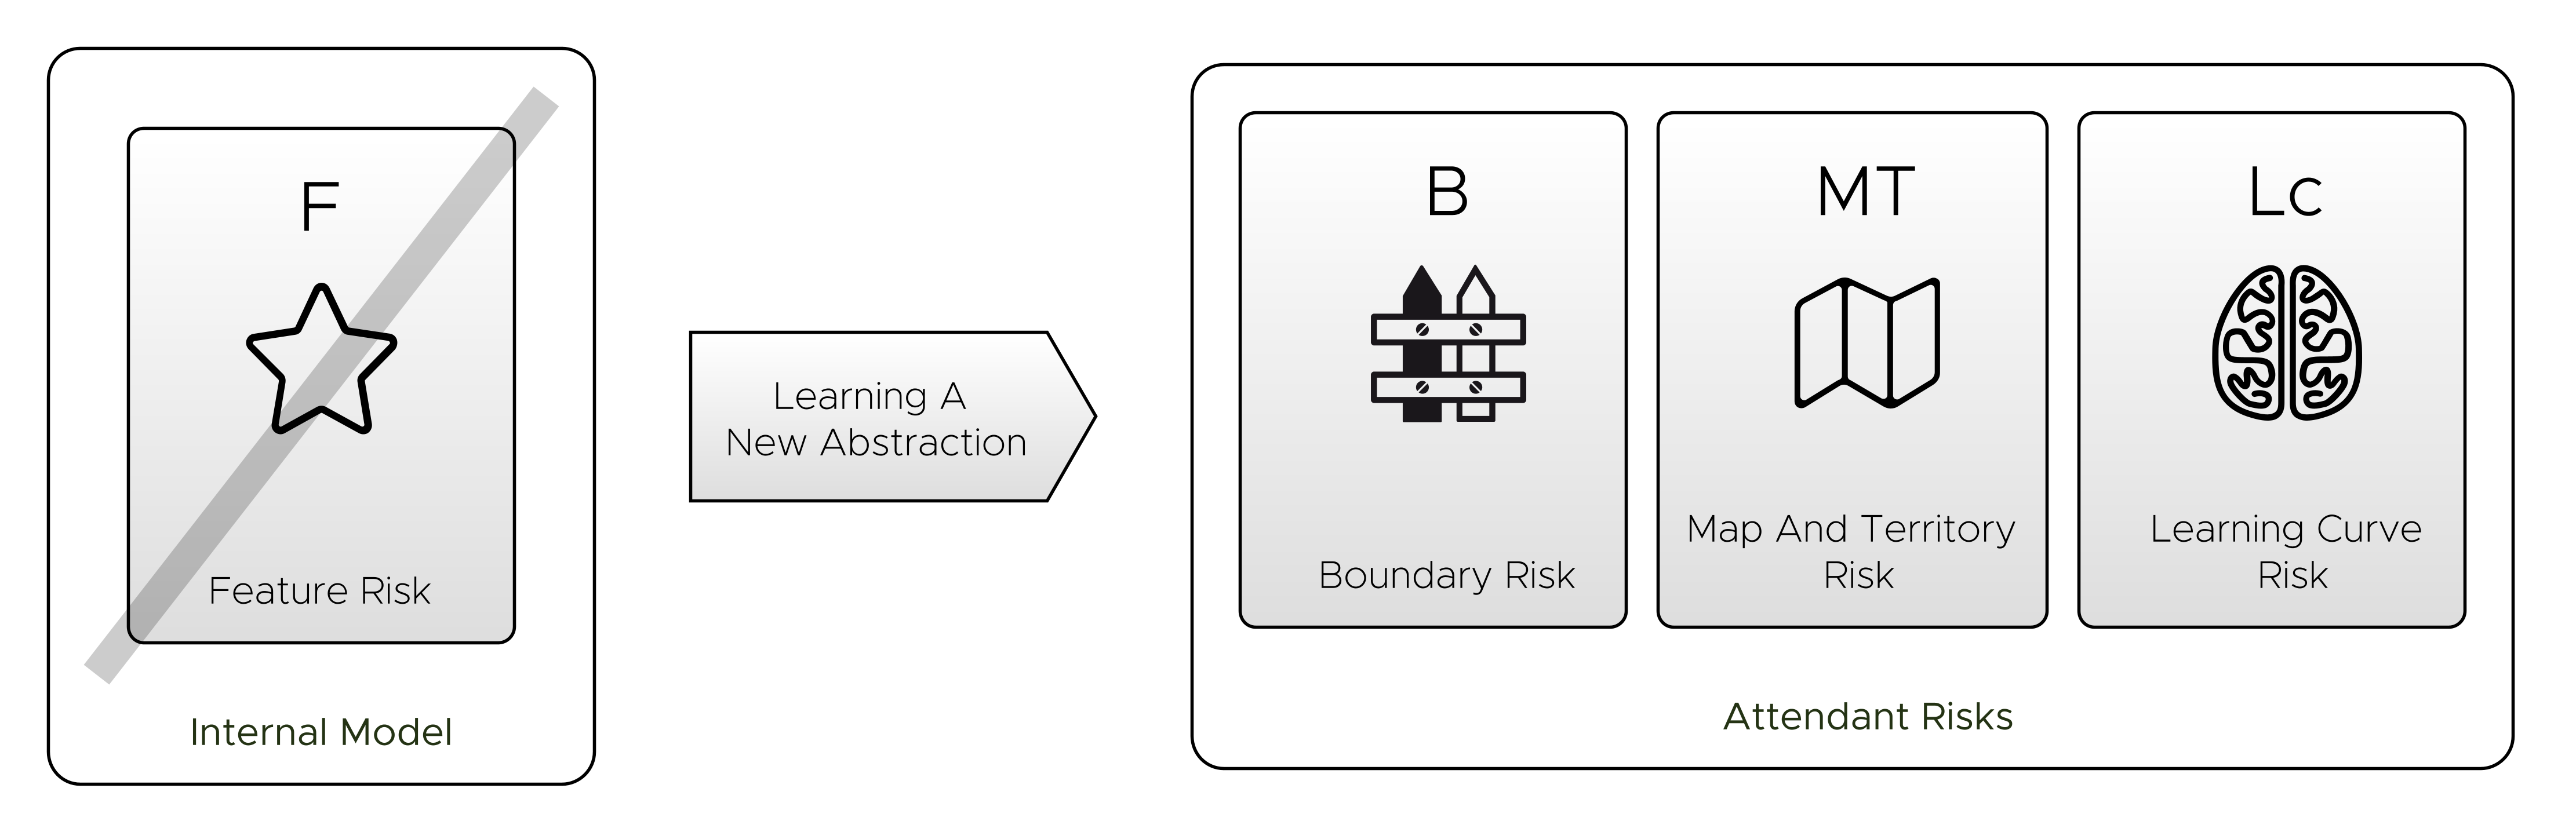 F
Feature Risk
Internal Model
Learning A
New Abstraction
B
Boundary Risk
MT
Map And Territory
Risk
Lc
Learning Curve
Risk
Attendant Risks